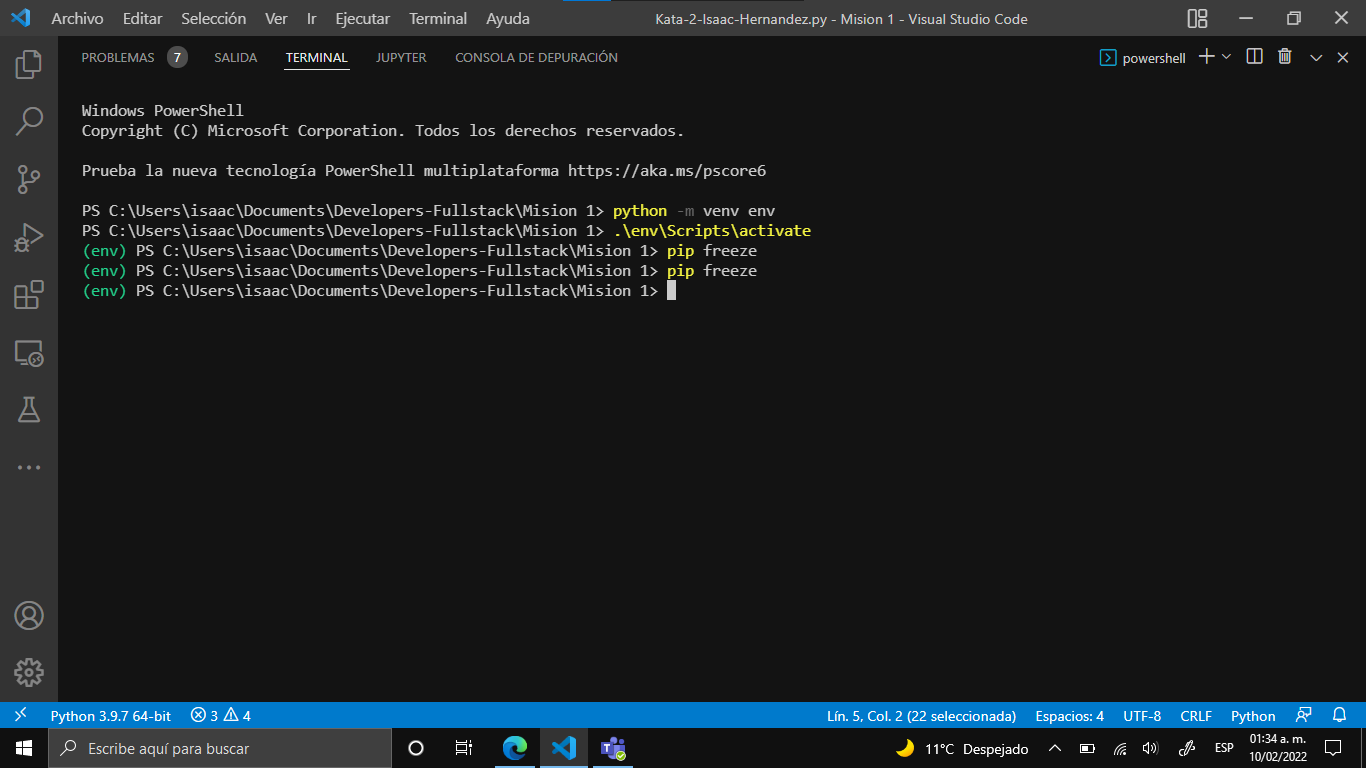 Archivo Editar Selección Ver Ir Ejecutar Terminal Ayuda Kata-2-Isaac-Hernandez.py - Mision 1 - Visual Studio Code
PROBLEMAS 7 SALIDA TERMINAL JUPYTER CONSOLA DE DEPURACIÓN powershell
Windows PowerShell
Copyright (C) Microsoft Corporation. Todos los derechos reservados.
Prueba la nueva tecnología PowerShell multiplataforma https://aka.ms/pscore6
PS C:\Users\isaac\Documents\Developers-Fullstack\Mision 1> python -m venv env
PS C:\Users\isaac\Documents\Developers-Fullstack\Mision 1> .\env\Scripts\activate
(env) PS C:\Users\isaac\Documents\Developers-Fullstack\Mision 1> pip freeze
(env) PS C:\Users\isaac\Documents\Developers-Fullstack\Mision 1> pip freeze
(env) PS C:\Users\isaac\Documents\Developers-Fullstack\Mision 1>
Python 3.9.7 64-bit 3 4 Lín. 5, Col. 2 (22 seleccionada) Espacios: 4 UTF-8 CRLF Python
Escribe aquí para buscar 11°C Despejado ESP 01:34 a. m.
10/02/2022